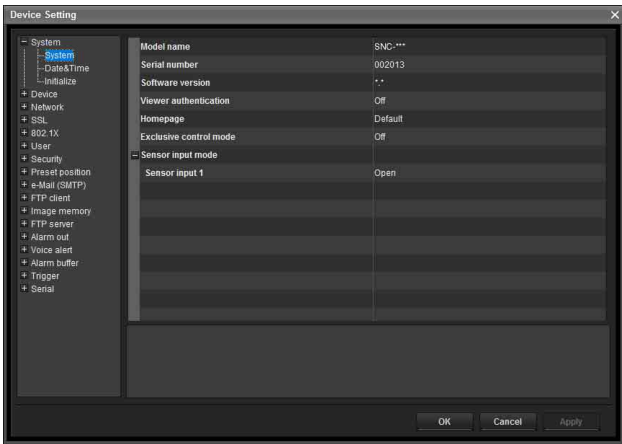 Device Setting
System
System
Date&Time
Initialize
Device
Network
SSL
802.1X
User
Security
Preset position
e-Mail (SMTP)
FTP client
Image memory
FTP server
Alarm out
Voice alert
Alarm buffer
Trigger
Serial
Model name SNC-***
Serial number 002013
Software version *.*
Viewer authentication Off
Homepage Default
Exclusive control mode Off
Sensor input mode
Sensor input 1 Open
OK Cancel Apply